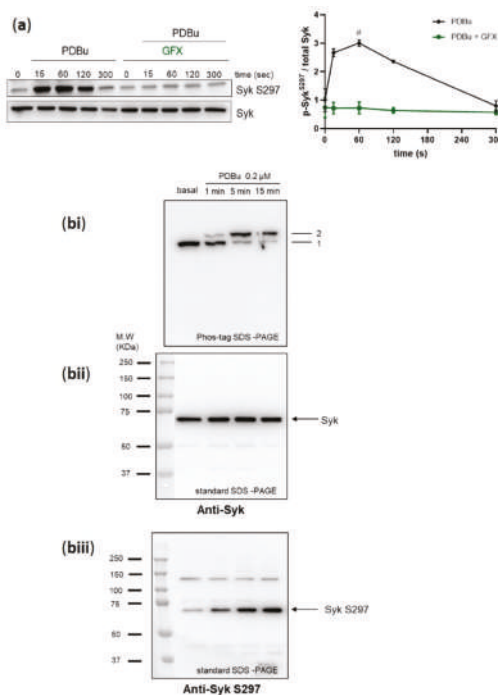 (a)
PDBu
PDBu
GFX
0 15 60 120 300 0 15 60 120 300 time (sec)
Syk S297
Syk
p-Syk^S297 / total Syk
0
1
2
3
4
5
#
0 60 120 180 240 300
time (s)
PDBu
PDBu + GFX
(bi)
PDBu 0.2 µM
basal 1 min 5 min 15 min
2
1
Phos-tag SDS -PAGE
(bii)
M.W
(KDa)
250
150
100
75
60
37
Syk
standard SDS -PAGE
Anti-Syk
(biii)
250
150
100
75
60
37
Syk S297
standard SDS -PAGE
Anti-Syk S297